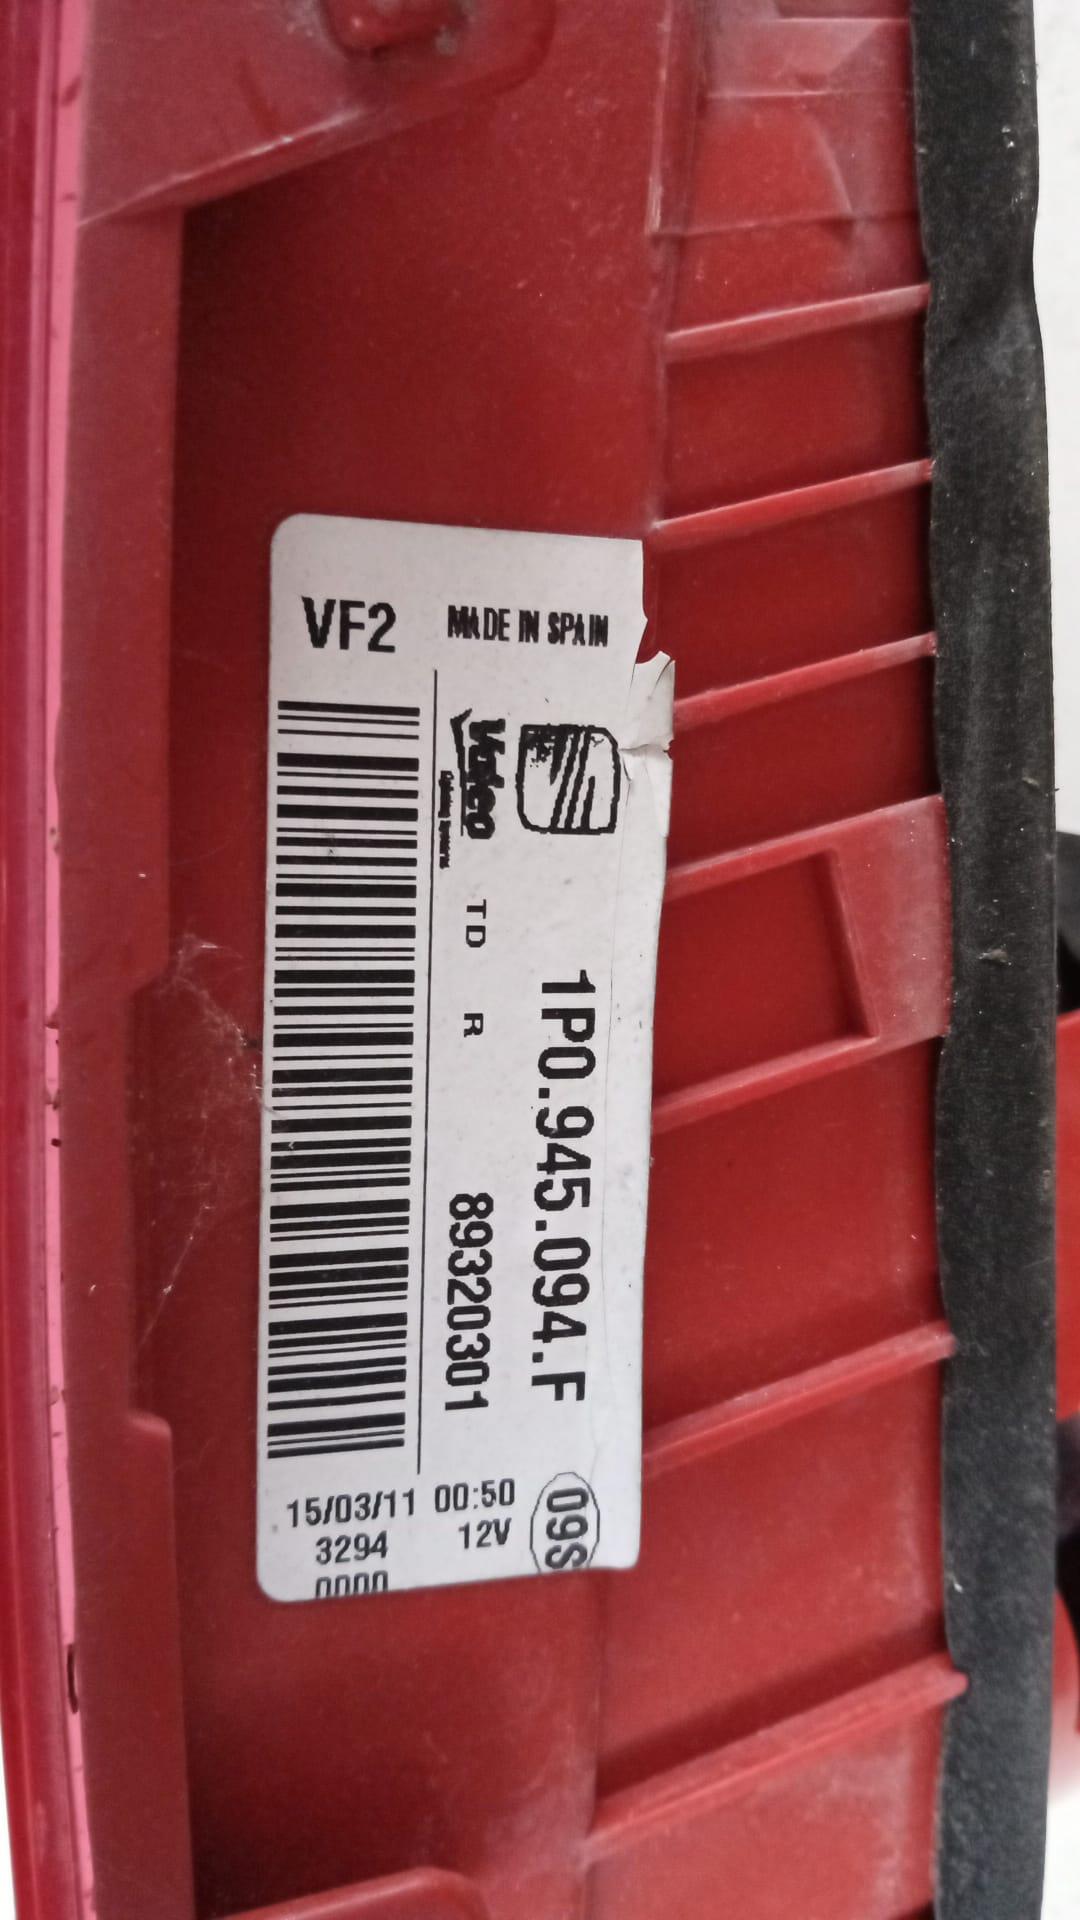 VF2
MADE IN SPAIN
Valeo
TD R
1P0.945.094.F
89320301
15/03/11 00:50
3294 12V
0000
09S